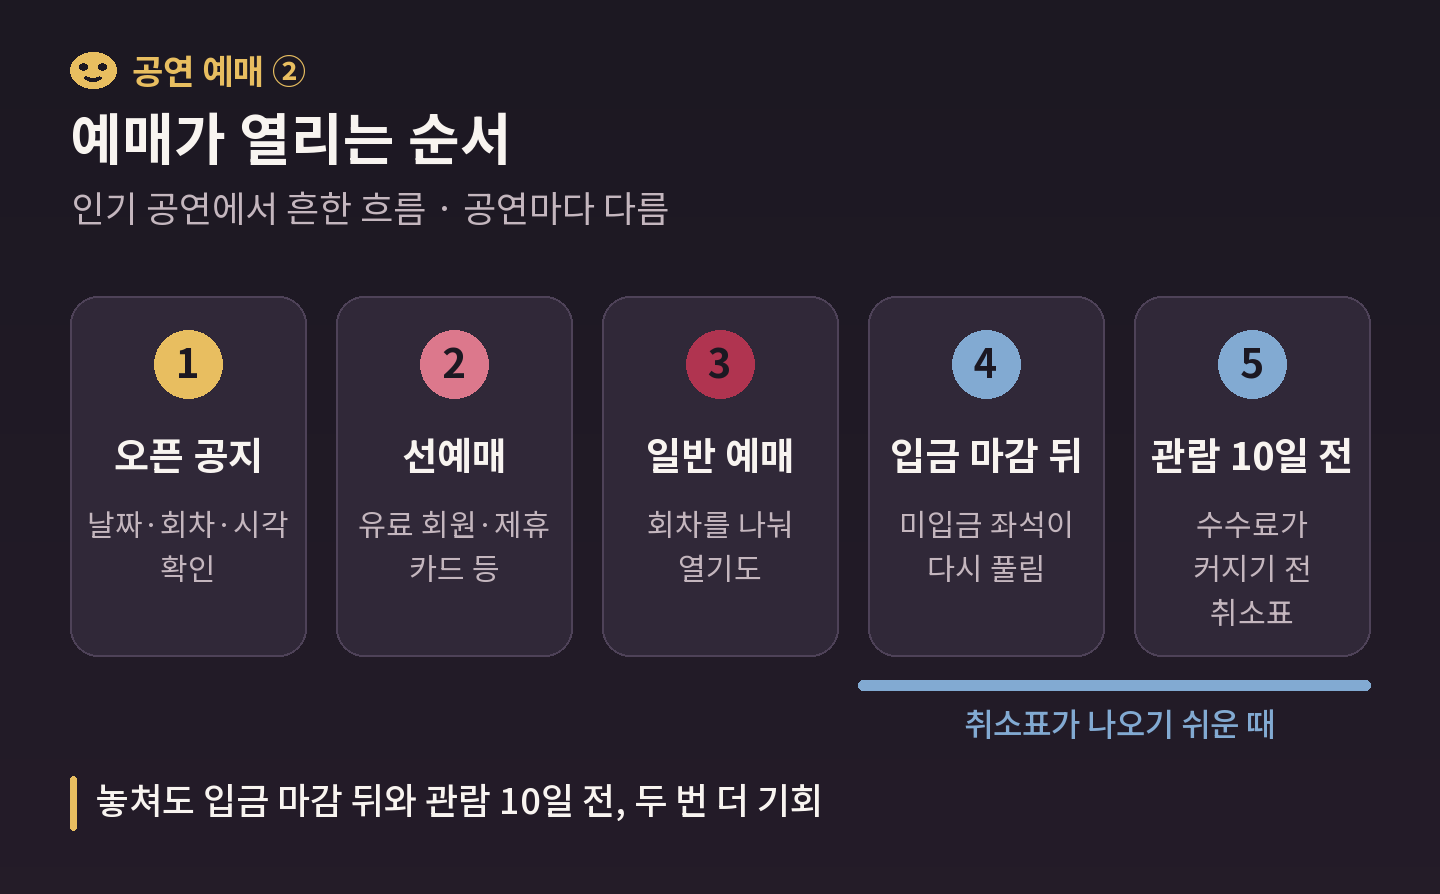 공연 예매 ②
예매가 열리는 순서
인기 공연에서 흔한 흐름 · 공연마다 다름
1
오픈 공지
날짜·회차·시각
확인
2
선예매
유료 회원·제휴
카드 등
3
일반 예매
회차를 나눠
열기도
4
입금 마감 뒤
미입금 좌석이
다시 풀림
5
관람 10일 전
수수료가
커지기 전
취소표
취소표가 나오기 쉬운 때
놓쳐도 입금 마감 뒤와 관람 10일 전, 두 번 더 기회